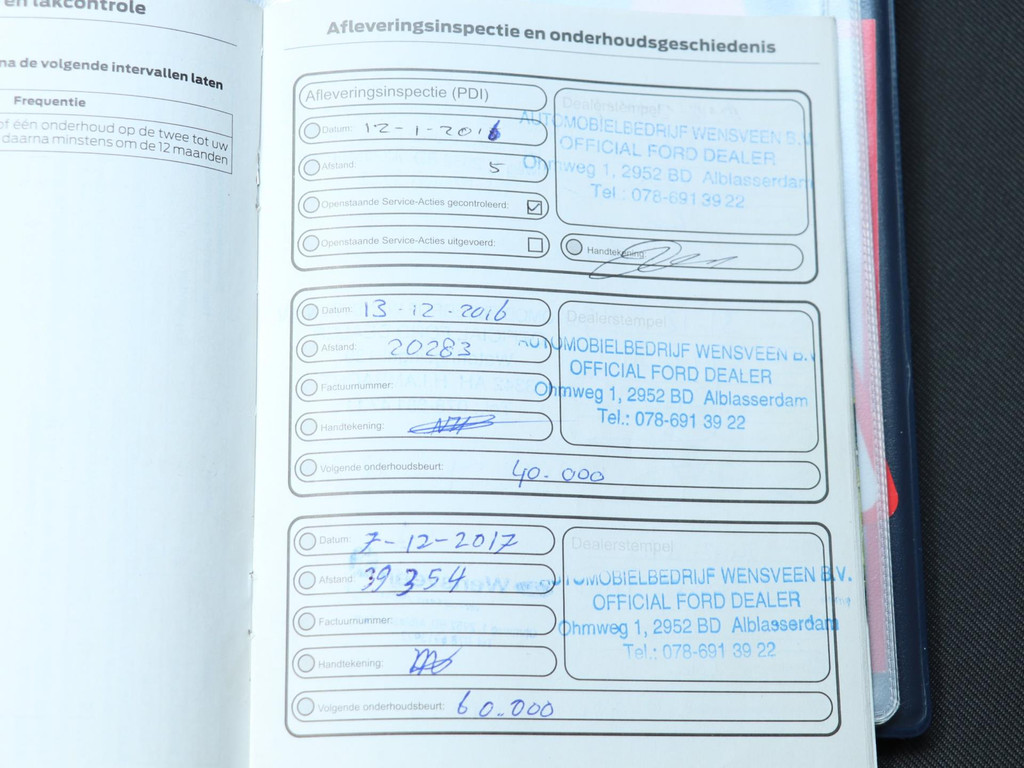 en lakcontrole
na de volgende intervallen laten
Frequentie
of één onderhoud op de twee tot uw
daarna minstens om de 12 maanden
Afleveringsinspectie en onderhoudsgeschiedenis
Afleveringsinspectie (PDI)
Datum: 12-1-2016
Afstand: 5
Openstaande Service-Acties gecontroleerd:
Openstaande Service-Acties uitgevoerd:
Dealerstempel
AUTOMOBIELBEDRIJF WENSVEEN B.V.
OFFICIAL FORD DEALER
Ohmweg 1, 2952 BD Alblasserdam
Tel.: 078-691 39 22
Handtekening:
Datum: 13-12-2016
Afstand: 20283
Factuurnummer:
Handtekening:
Volgende onderhoudsbeurt: 40.000
Dealerstempel
AUTOMOBIELBEDRIJF WENSVEEN B.V.
OFFICIAL FORD DEALER
Ohmweg 1, 2952 BD Alblasserdam
Tel.: 078-691 39 22
Datum: 7-12-2017
Afstand: 39354
Factuurnummer:
Handtekening:
Volgende onderhoudsbeurt: 60.000
Dealerstempel
AUTOMOBIELBEDRIJF WENSVEEN B.V.
OFFICIAL FORD DEALER
Ohmweg 1, 2952 BD Alblasserdam
Tel.: 078-691 39 22